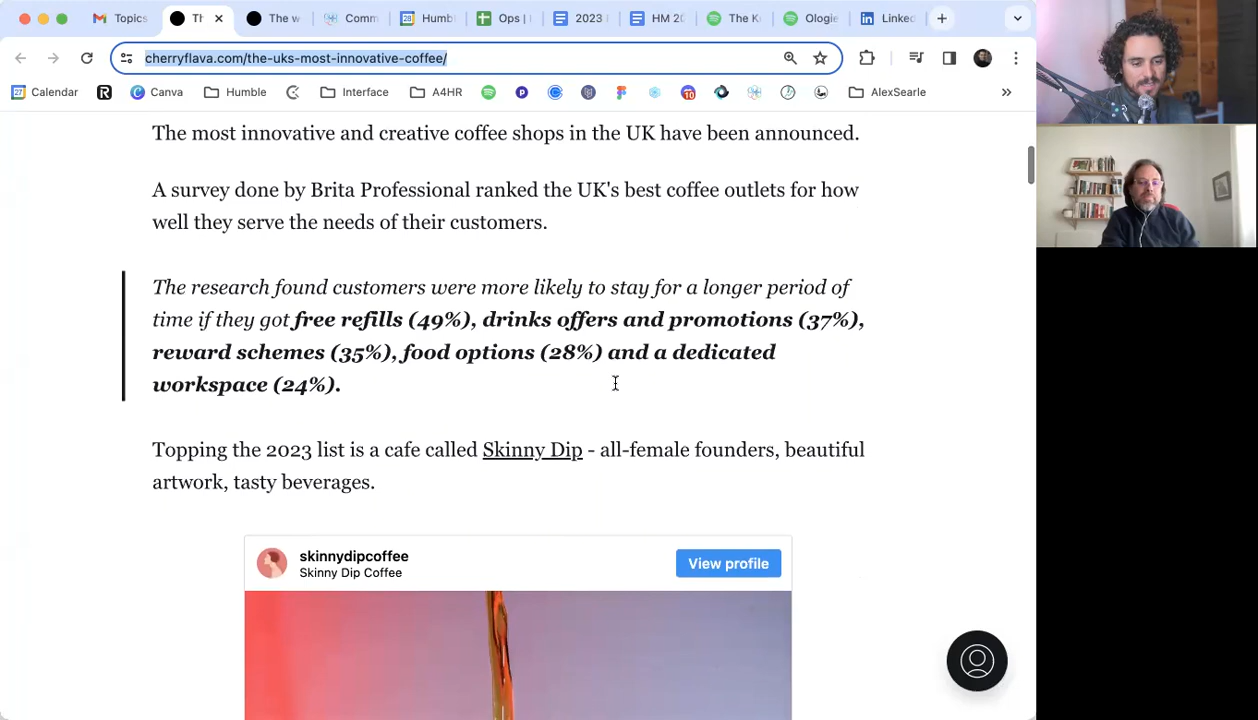 Topics
Th
The w
Comm
Humb
Ops |
2023 F
HM 20
The K
Ologie
Linked
cherryflava.com/the-uks-most-innovative-coffee/
Calendar
Canva
Humble
Interface
A4HR
10
AlexSearle
The most innovative and creative coffee shops in the UK have been announced.
A survey done by Brita Professional ranked the UK's best coffee outlets for how
well they serve the needs of their customers.
The research found customers were more likely to stay for a longer period of
time if they got free refills (49%), drinks offers and promotions (37%),
reward schemes (35%), food options (28%) and a dedicated
workspace (24%).
Topping the 2023 list is a cafe called Skinny Dip - all-female founders, beautiful
artwork, tasty beverages.
skinnydipcoffee
Skinny Dip Coffee
View profile